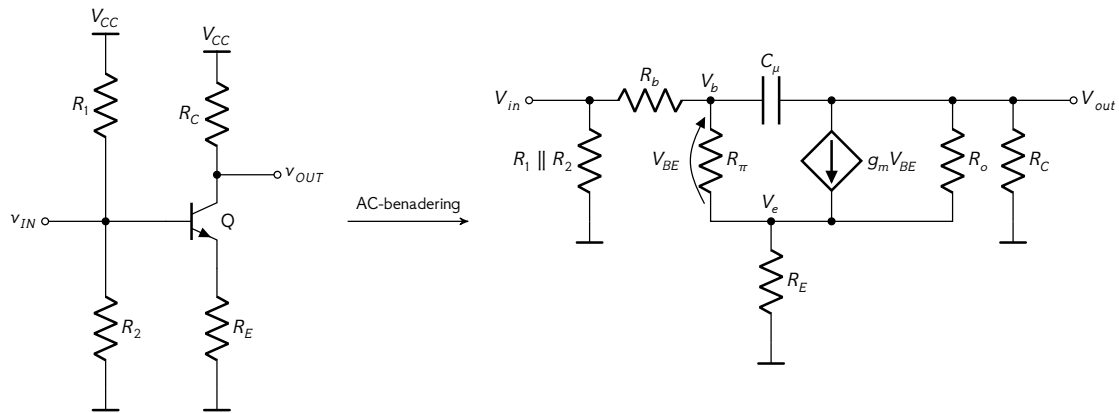 V_CC
V_CC
R_1
R_C
v_OUT
v_IN
Q
R_2
R_E
AC-benadering
V_in
R_b
V_b
C_μ
V_out
R_1 ∥ R_2
V_BE
R_π
g_m V_BE
R_o
R_C
V_e
R_E